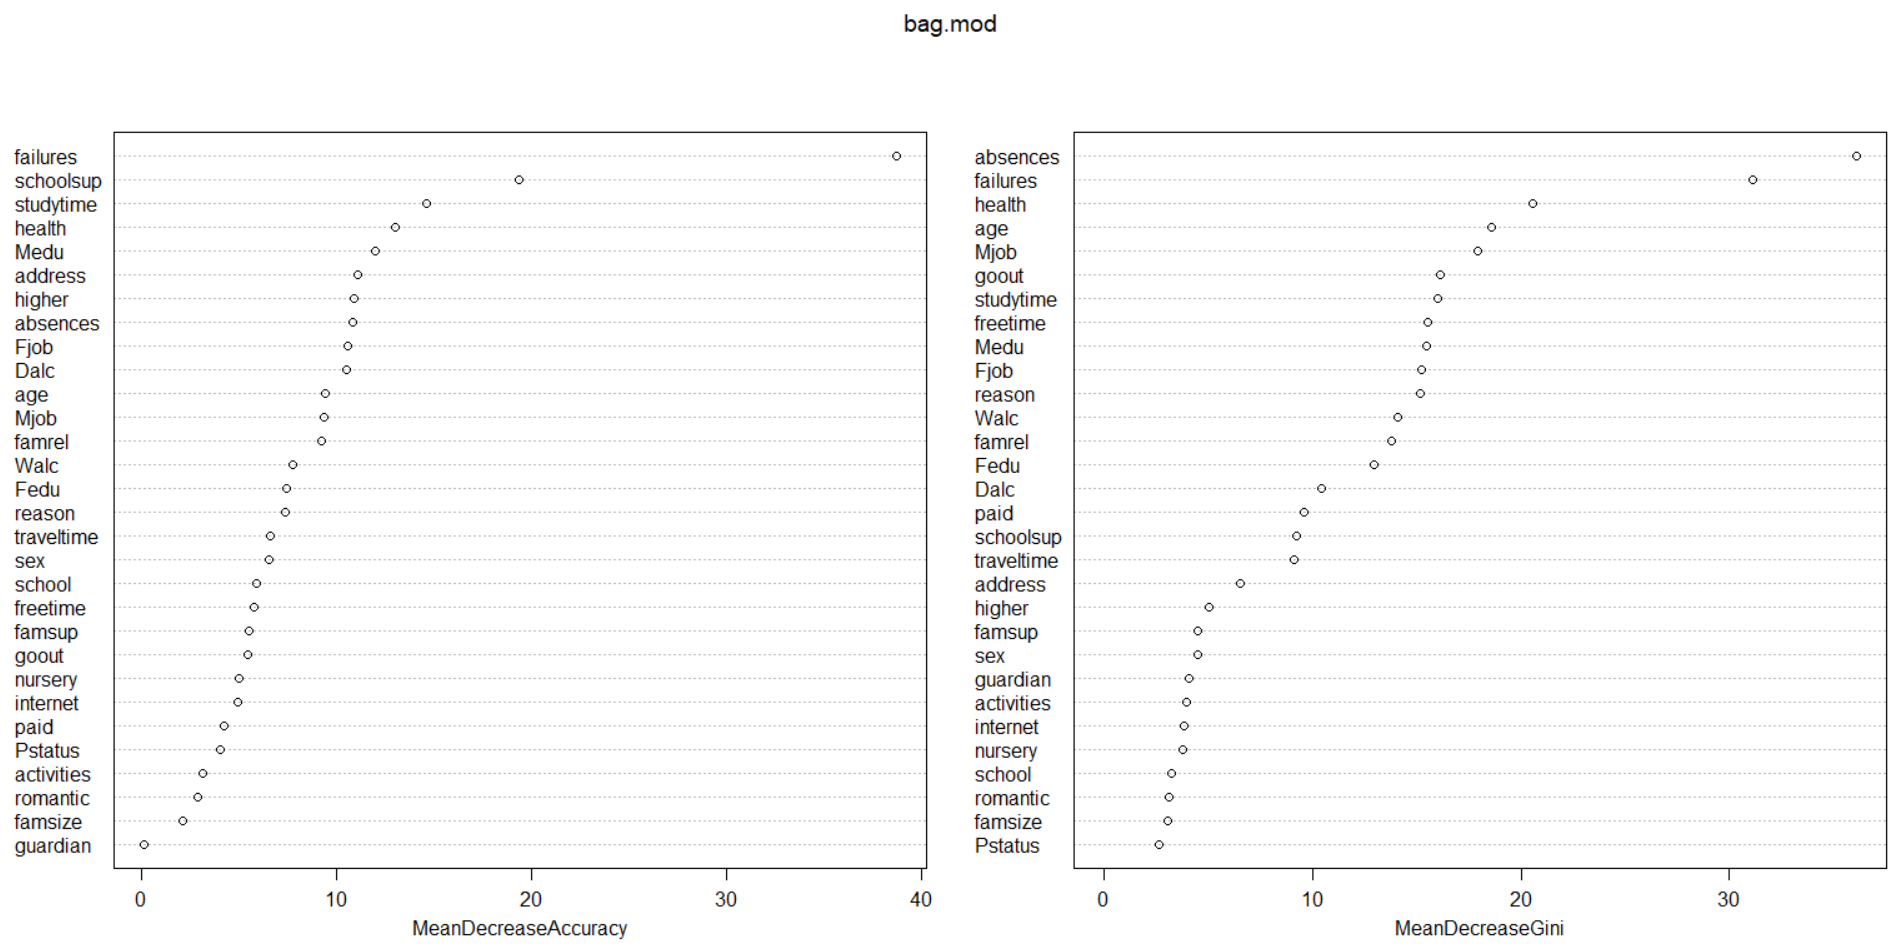 bag.mod
failures
schoolsup
studytime
health
Medu
address
higher
absences
Fjob
Dalc
age
Mjob
famrel
Walc
Fedu
reason
traveltime
sex
school
freetime
famsup
goout
nursery
internet
paid
Pstatus
activities
romantic
famsize
guardian
0 10 20 30 40
MeanDecreaseAccuracy
absences
failures
health
age
Mjob
goout
studytime
freetime
Medu
Fjob
reason
Walc
famrel
Fedu
Dalc
paid
schoolsup
traveltime
address
higher
famsup
sex
guardian
activities
internet
nursery
school
romantic
famsize
Pstatus
0 10 20 30
MeanDecreaseGini